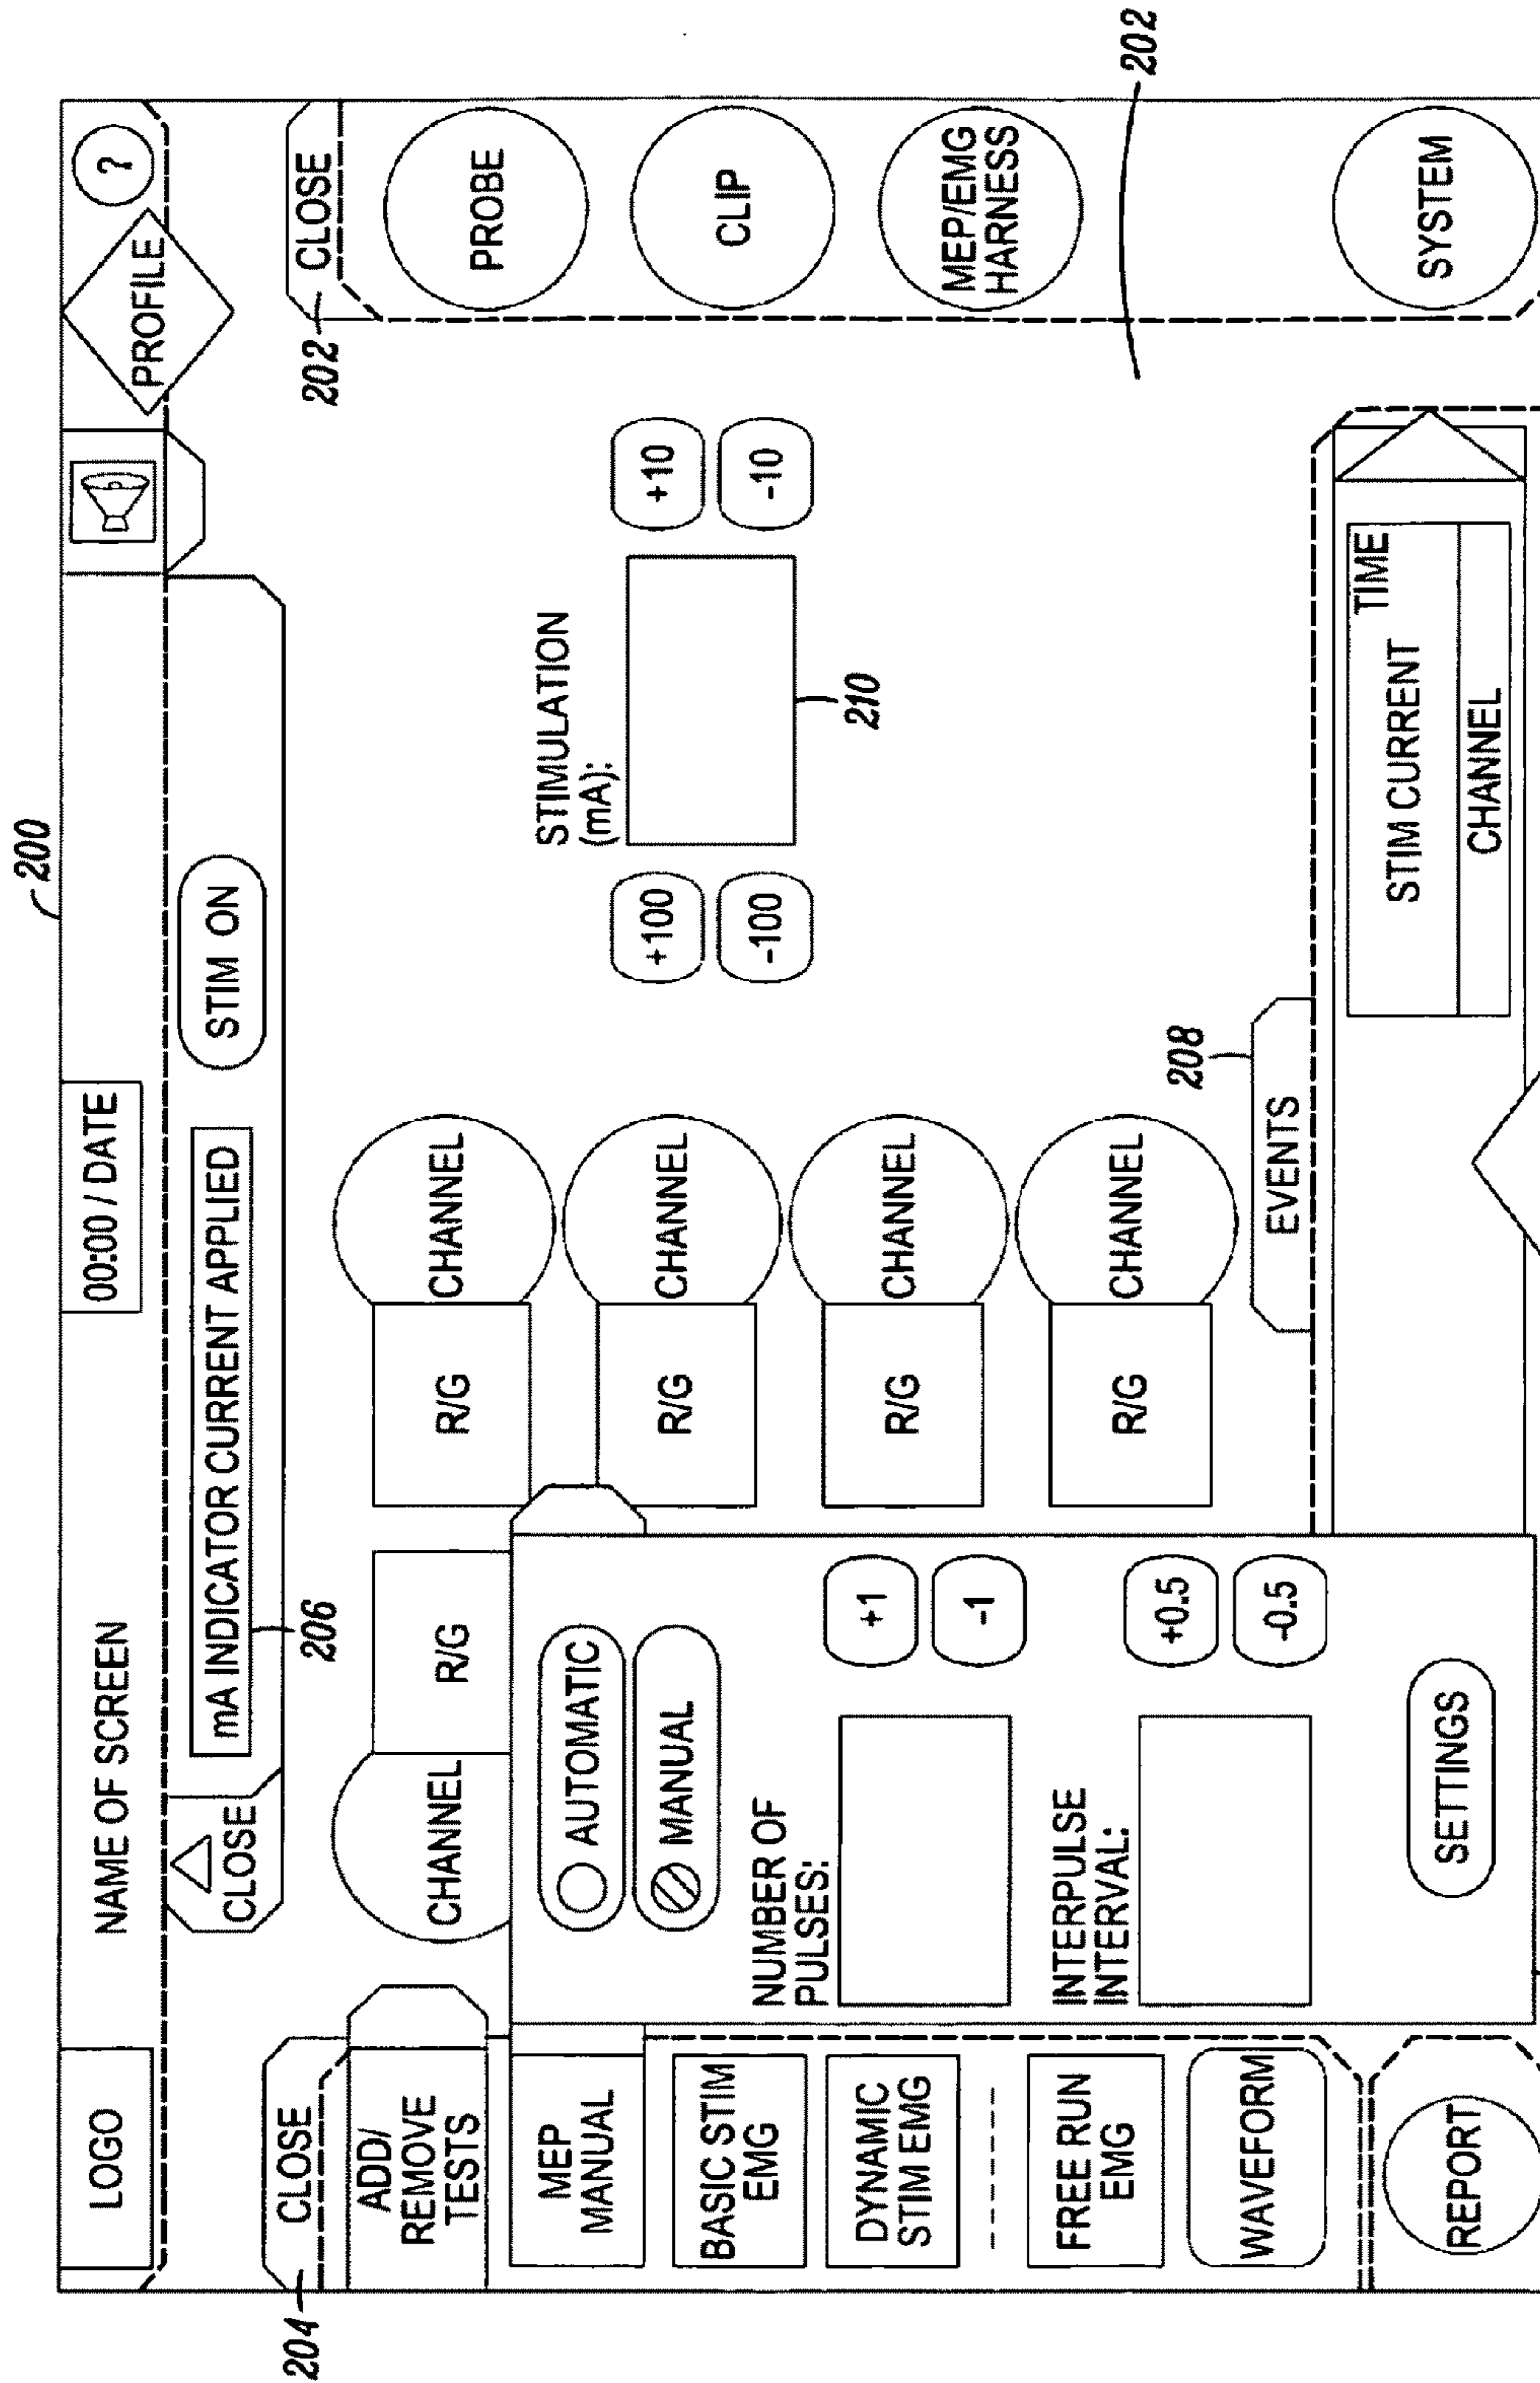 200
LOGO
NAME OF SCREEN
00:00 / DATE
PROFILE
?
CLOSE
mA INDICATOR CURRENT APPLIED
STIM ON
206
204
CLOSE
202
CLOSE
ADD/
REMOVE
TESTS
MEP
MANUAL
BASIC STIM
EMG
DYNAMIC
STIM EMG
FREE RUN
EMG
WAVEFORM
REPORT
CHANNEL
R/G
AUTOMATIC
MANUAL
NUMBER OF
PULSES:
+1
-1
INTERPULSE
INTERVAL:
+0.5
-0.5
SETTINGS
R/G
CHANNEL
R/G
CHANNEL
R/G
CHANNEL
R/G
CHANNEL
STIMULATION
(mA):
+100
-100
+10
-10
210
PROBE
CLIP
MEP/EMG
HARNESS
202
SYSTEM
208
EVENTS
TIME
STIM CURRENT
CHANNEL